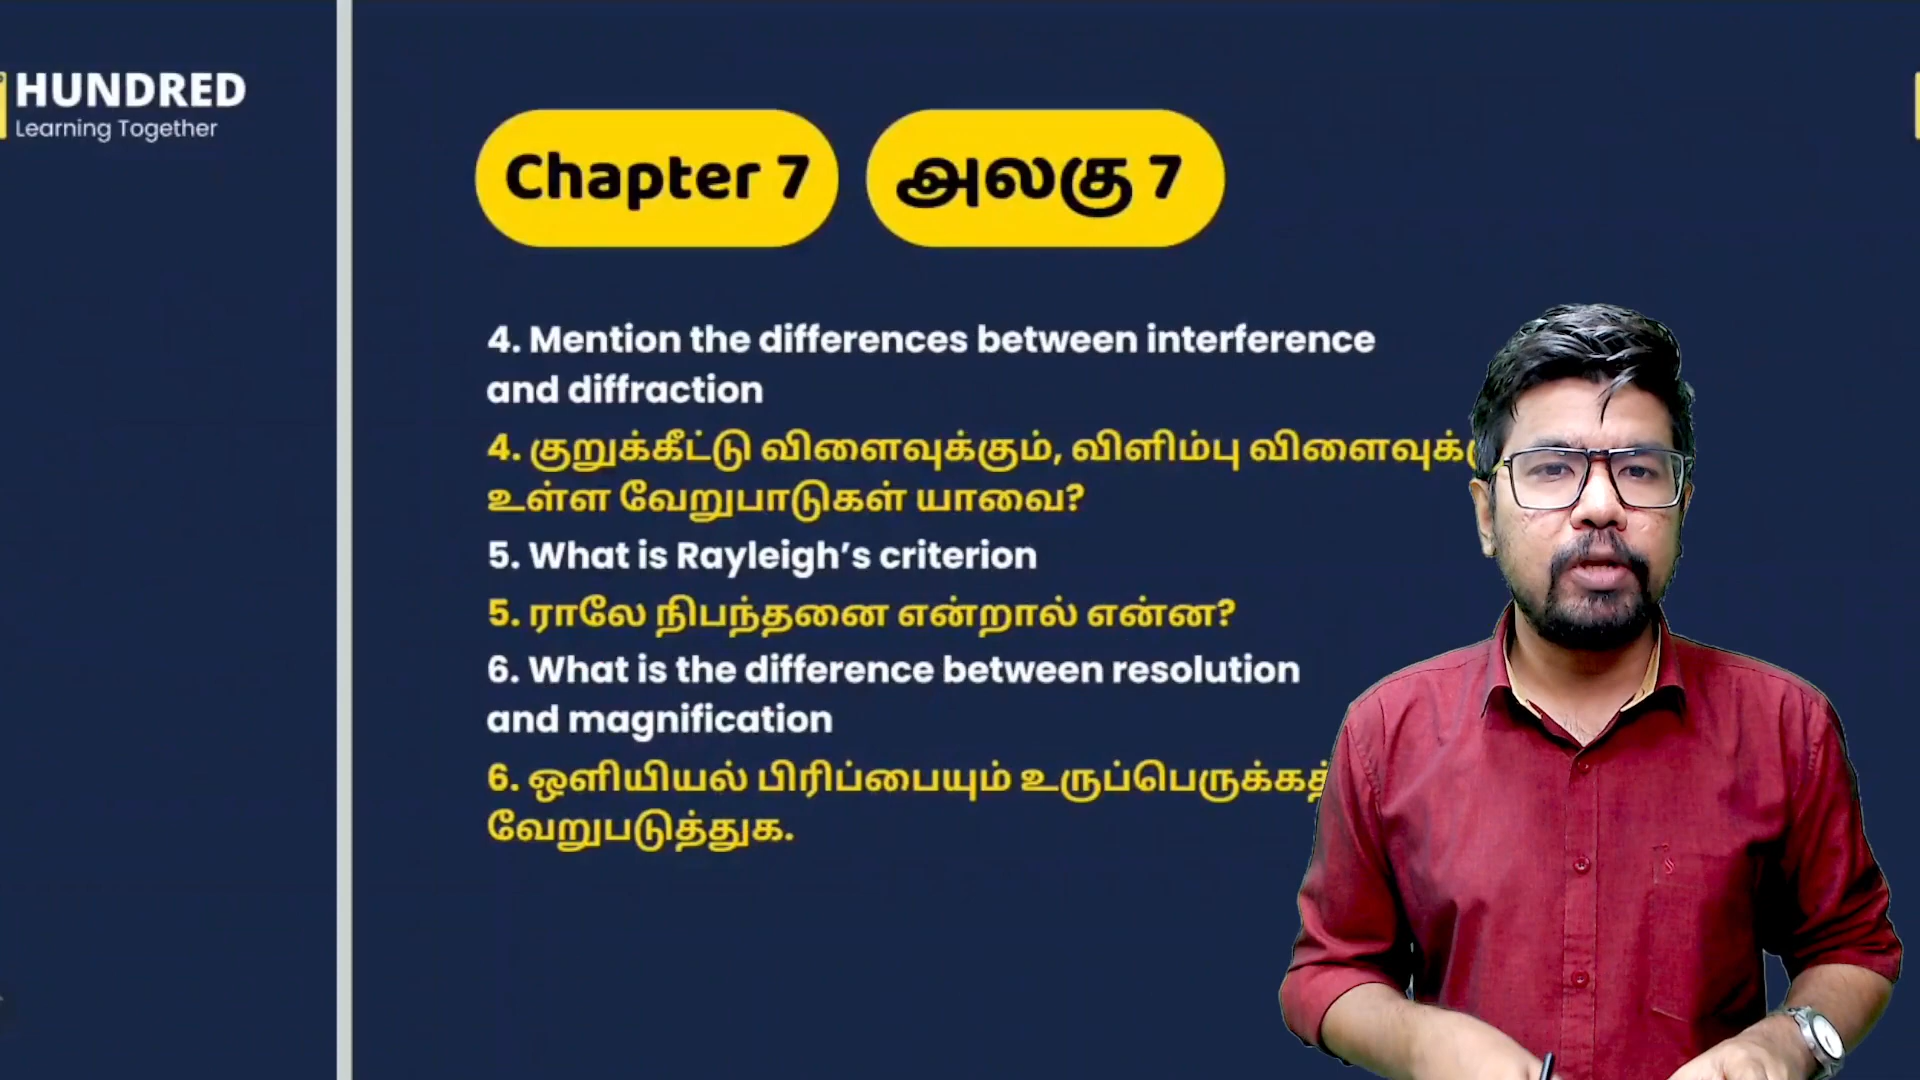 HUNDRED
Learning Together
Chapter 7
அலகு 7
4. Mention the differences between interference
and diffraction
4. குறுக்கீட்டு விளைவுக்கும், விளிம்பு
உள்ள வேறுபாடுகள் யாவை?
5. What is Rayleigh’s criterion
5. ராலே நிபந்தனை என்றால் என்ன?
6. What is the difference between resolution
and magnification
6. ஒளியியல் பிரிப்பையும்
வேறுபடுத்துக.